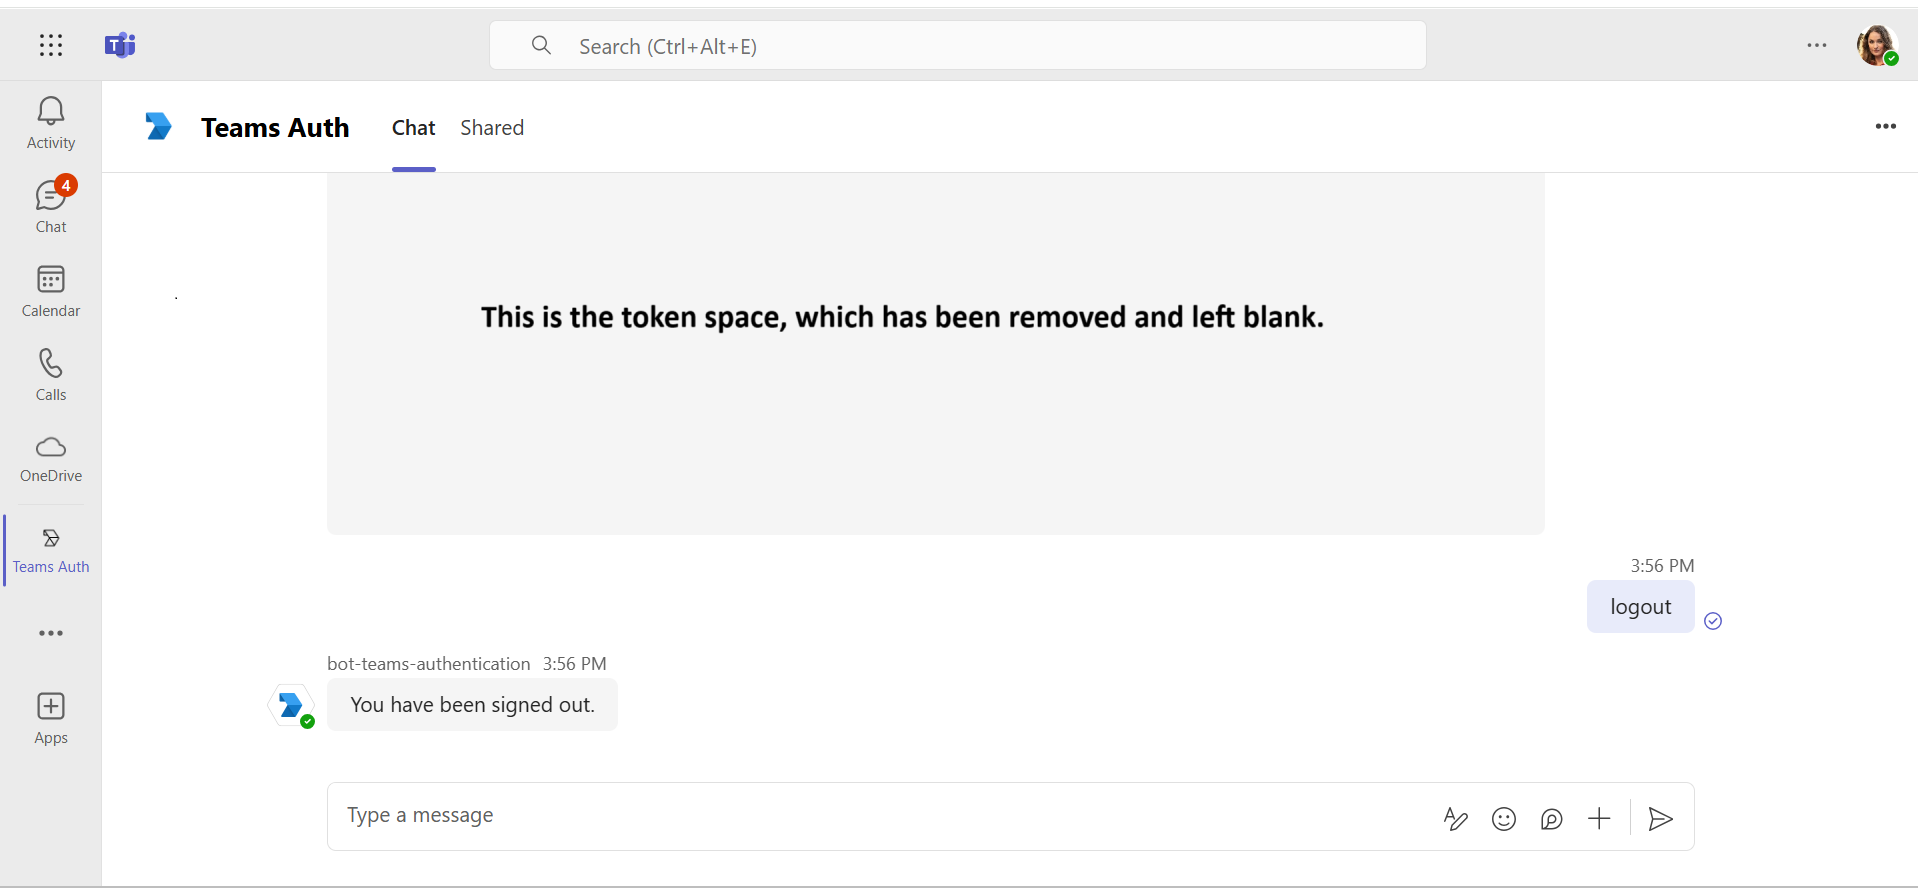 Search (Ctrl+Alt+E)
Activity
4
Chat
Calendar
Calls
OneDrive
Teams Auth
Apps
Teams Auth Chat Shared
This is the token space, which has been removed and left blank.
3:56 PM
logout
bot-teams-authentication 3:56 PM
You have been signed out.
Type a message